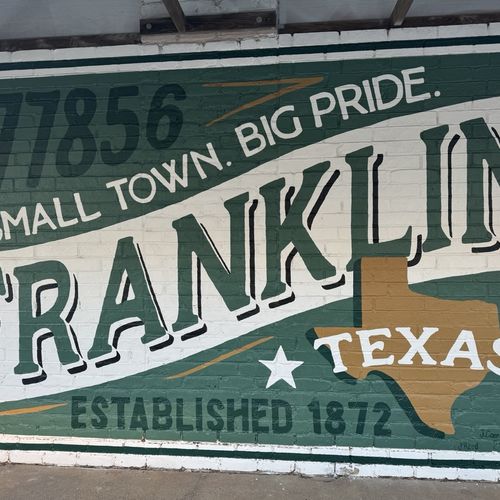 77856
SMALL TOWN. BIG PRIDE.
FRANKLIN
TEXAS
ESTABLISHED 1872